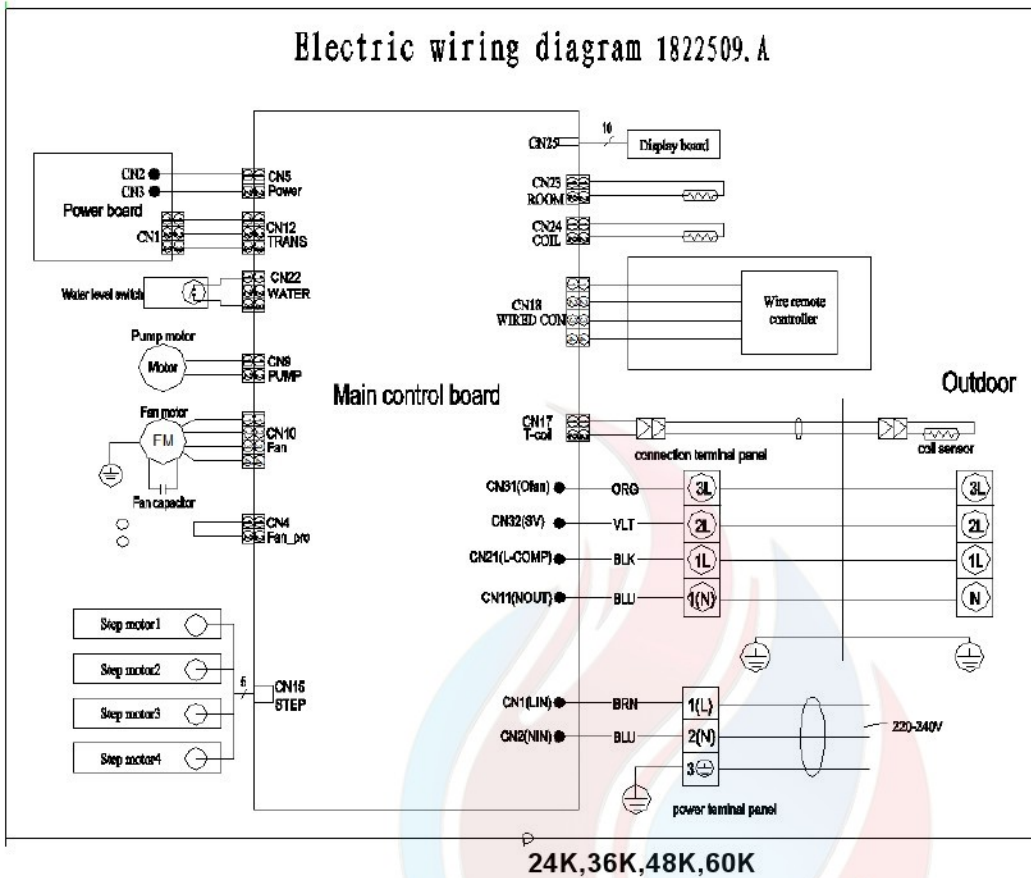 Electric wiring diagram 1822509.A
CN2
CN3
Power board
CN1
CN5
Power
CN12
TRANS
Water level switch
CN22
WATER
Pump motor
Motor
CN9
PUMP
Fan motor
FM
CN10
Fan
Fan capacitor
CN4
Fan_pro
Step motor1
Step motor2
Step motor3
Step motor4
CN15
STEP
Main control board
CN25
10
Display board
CN23
ROOM
CN24
COIL
CN18
WIRED CON
Wire remote
controller
Outdoor
CN17
T-coil
connection terminal panel
coil sensor
CN31(Ofan)
ORG
3L
3L
CN32(SV)
VLT
2L
2L
CN21(L-COMP)
BLK
1L
1L
CN11(NOUT)
BLU
1(N)
N
CN1(LIN)
BRN
1(L)
220-240V
CN2(NIN)
BLU
2(N)
3
power teminal panel
24K,36K,48K,60K